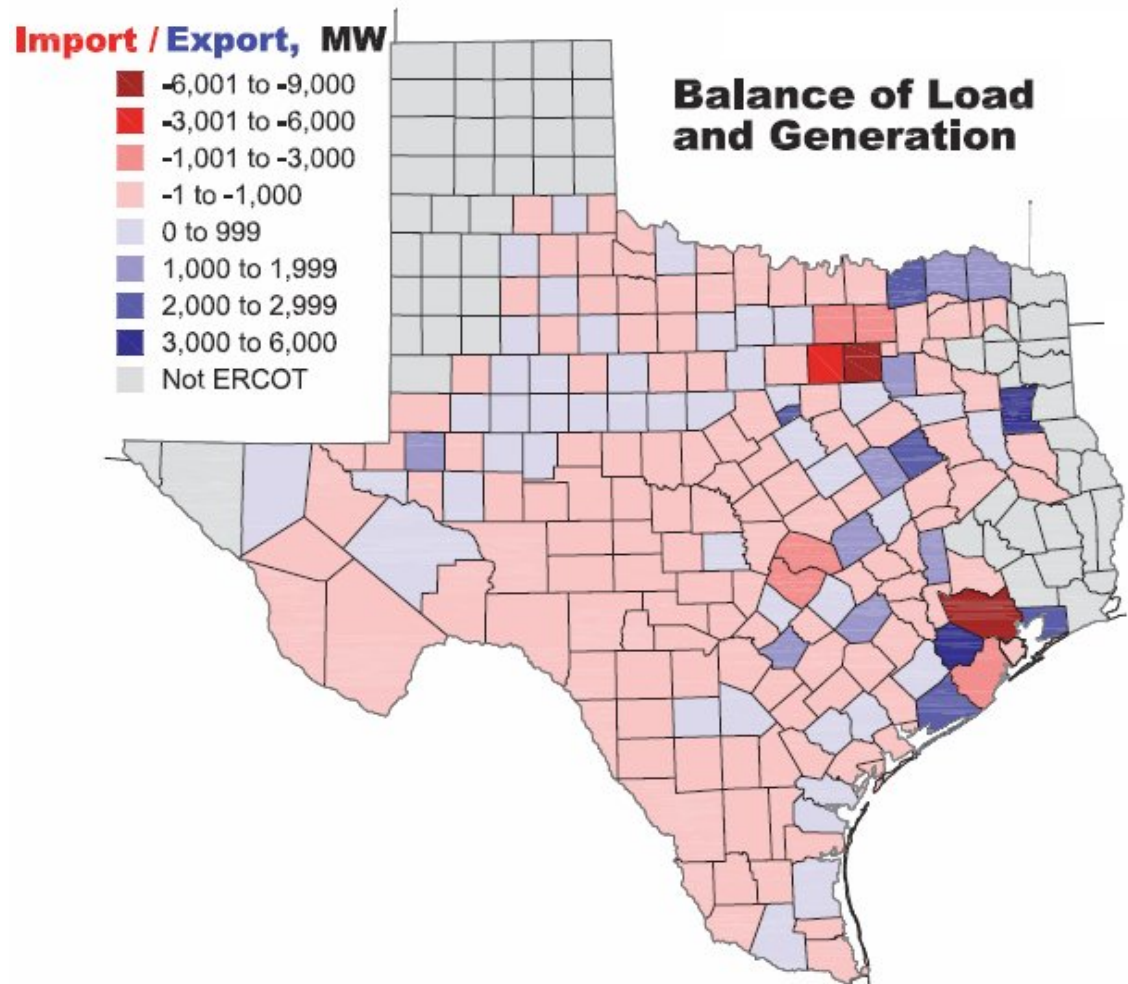 Import / Export, MW
-6,001 to -9,000
-3,001 to -6,000
-1,001 to -3,000
-1 to -1,000
0 to 999
1,000 to 1,999
2,000 to 2,999
3,000 to 6,000
Not ERCOT
Balance of Load
and Generation